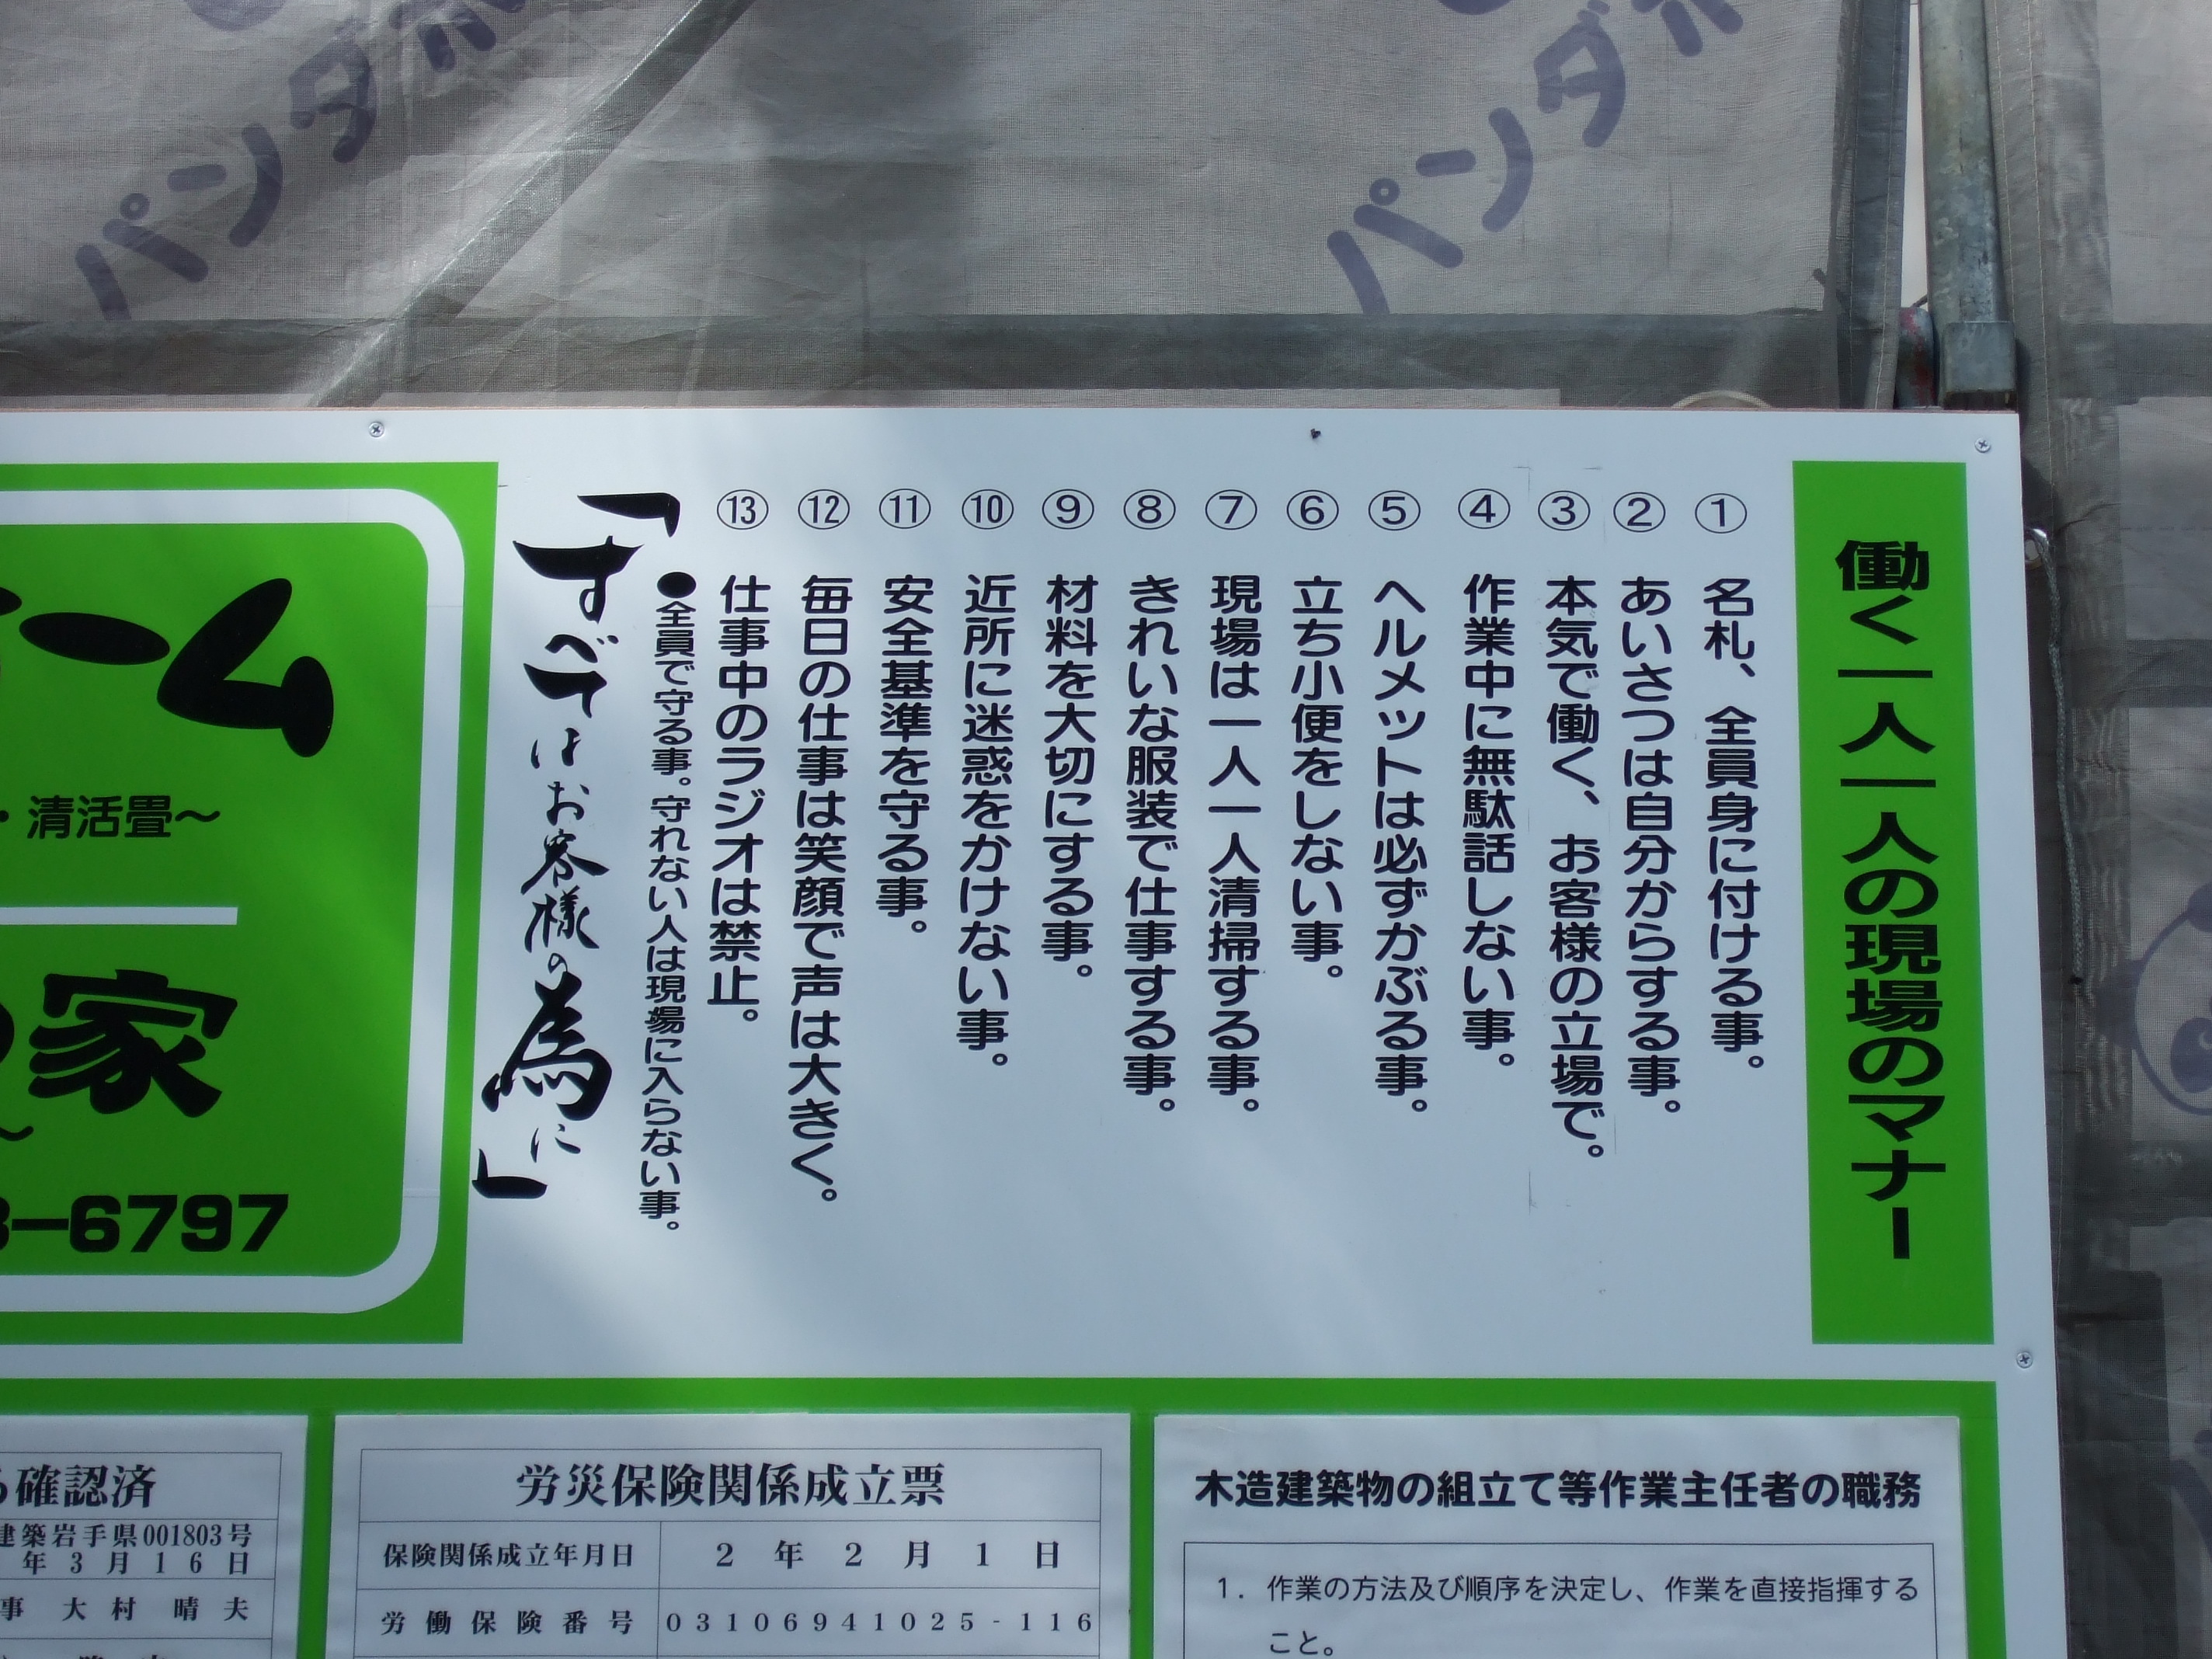 パンダ
パンダ
働く一人一人の現場のマナー
① 名札、全員身に付ける事。
② あいさつは自分からする事。
③ 本気で働く、お客様の立場で。
④ 作業中に無駄話しない事。
⑤ ヘルメットは必ずかぶる事。
⑥ 立ち小便をしない事。
⑦ 現場は一人一人清掃する事。
⑧ きれいな服装で仕事する事。
⑨ 材料を大切にする事。
⑩ 近所に迷惑をかけない事。
⑪ 安全基準を守る事。
⑫ 毎日の仕事は笑顔で声は大きく。
⑬ 仕事中のラジオは禁止。
●全員で守る事。守れない人は現場に入らない事。
「すべてはお客様の為に」
ーム
・清活畳〜
家
-6797
確認済
建築岩手県001803号
年3月16日
事 大村 晴夫
労災保険関係成立票
保険関係成立年月日 2年2月1日
労働保険番号 03106941025-116
木造建築物の組立て等作業主任者の職務
1. 作業の方法及び順序を決定し、作業を直接指揮する
こと。